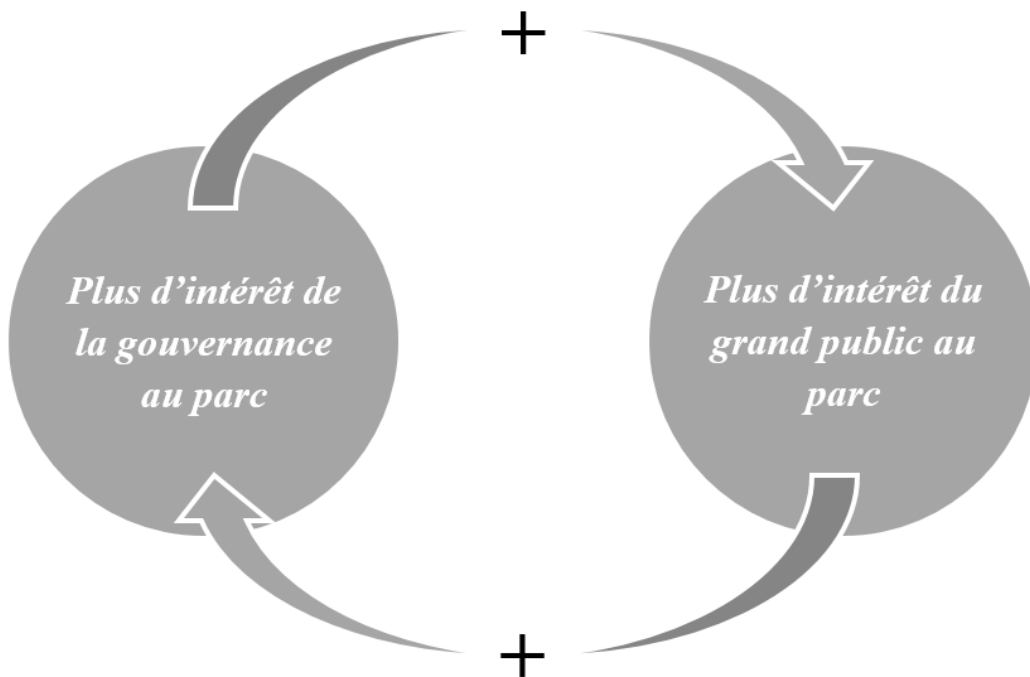 +
Plus d’intérêt de
la gouvernance
au parc
Plus d’intérêt du
grand public au
parc
+